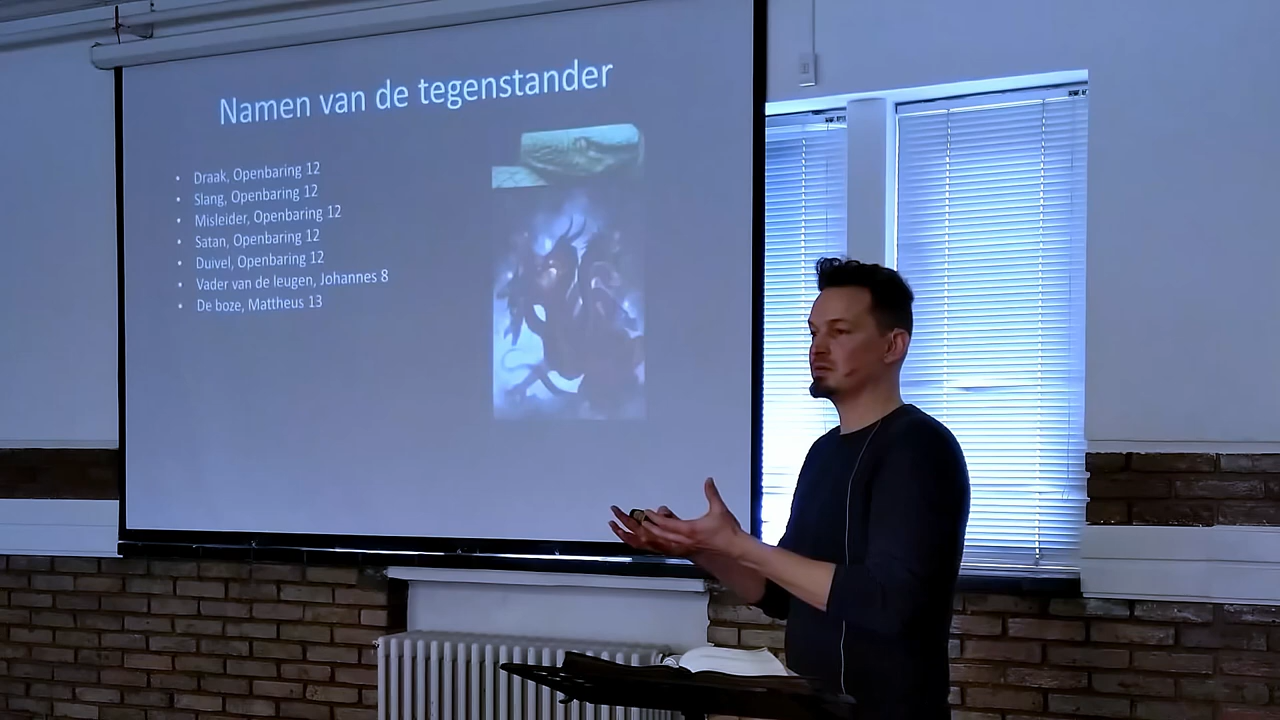 Namen van de tegenstander
• Draak, Openbaring 12
• Slang, Openbaring 12
• Misleider, Openbaring 12
• Satan, Openbaring 12
• Duivel, Openbaring 12
• Vader van de leugen, Johannes 8
• De boze, Mattheus 13